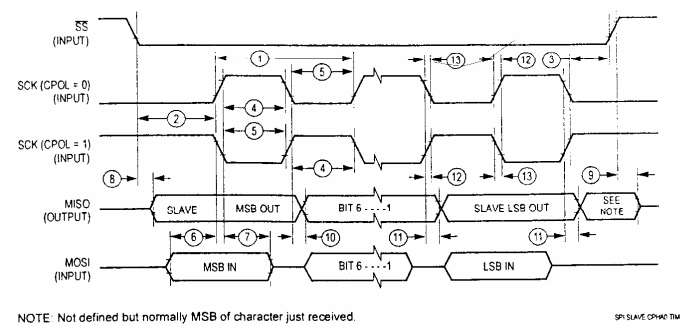 SS
(INPUT)
1
13
12
3
5
SCK (CPOL = 0)
(INPUT)
4
2
5
SCK (CPOL = 1)
(INPUT)
4
8
12
13
9
MISO
(OUTPUT)
SLAVE
MSB OUT
BIT 6 - - - - 1
SLAVE LSB OUT
SEE
NOTE
6
7
10
11
11
MOSI
(INPUT)
MSB IN
BIT 6 - - - - 1
LSB IN
NOTE: Not defined but normally MSB of character just received.
SPI SLAVE CPHA0 TIM